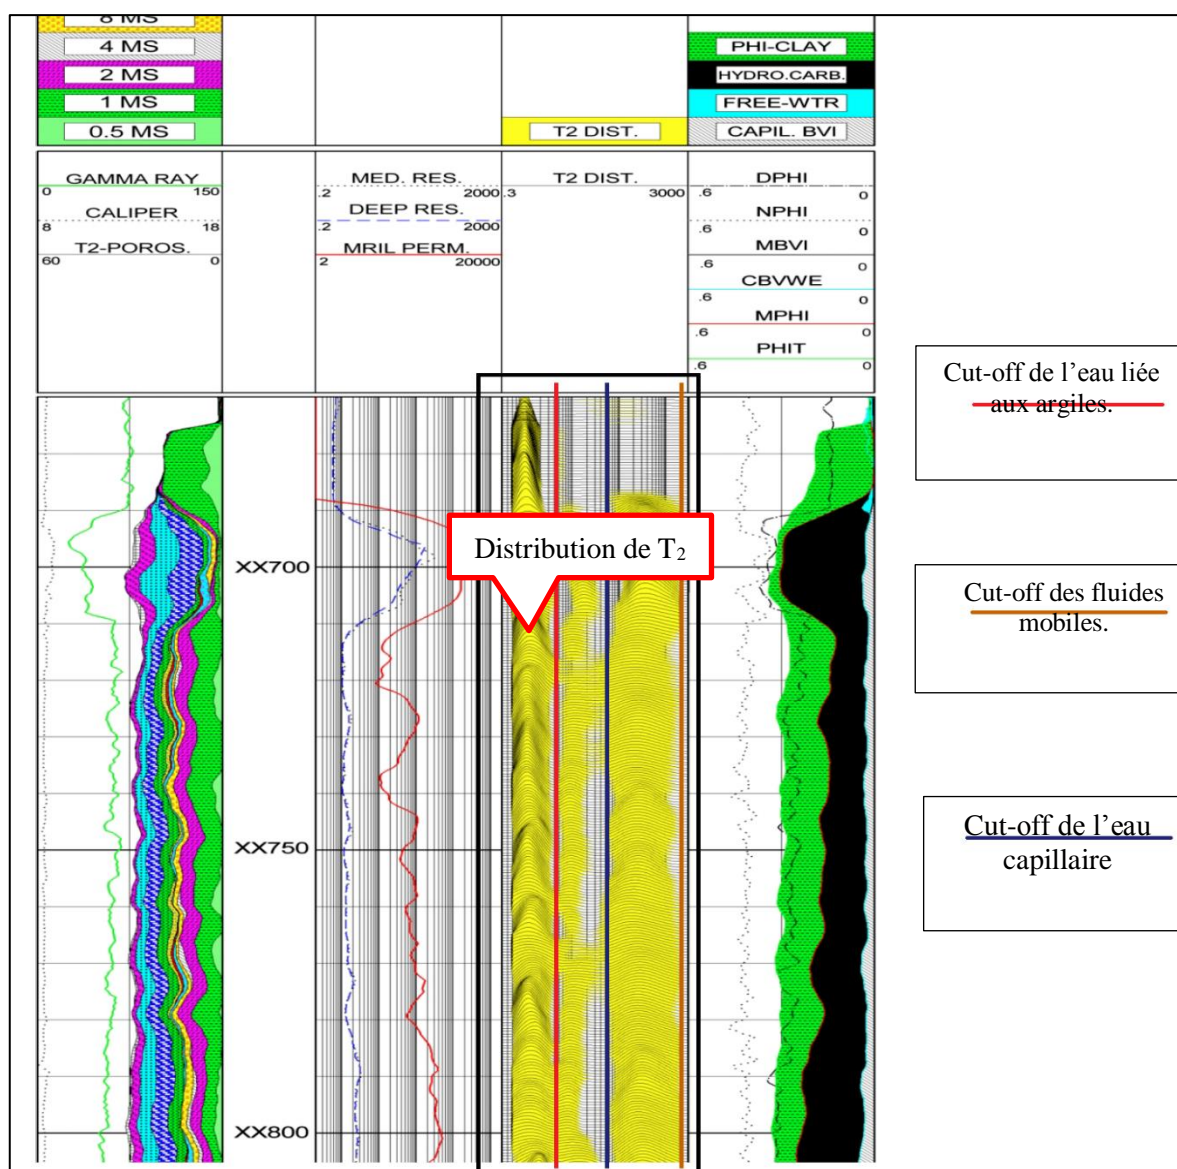 8 MS
4 MS
2 MS
1 MS
0.5 MS
T2 DIST.
PHI-CLAY
HYDRO.CARB.
FREE-WTR
CAPIL. BVI
GAMMA RAY
0 150
CALIPER
8 18
T2-POROS.
60 0
MED. RES.
.2 2000
DEEP RES.
.2 2000
MRIL PERM.
.2 20000
T2 DIST.
.3 3000
DPHI
.6 0
NPHI
.6 0
MBVI
.6 0
CBVWE
.6 0
MPHI
.6 0
PHIT
.6 0
XX700
XX750
XX800
Distribution de T2
Cut-off de l’eau liée
aux argiles.
Cut-off des fluides
mobiles.
Cut-off de l’eau
capillaire